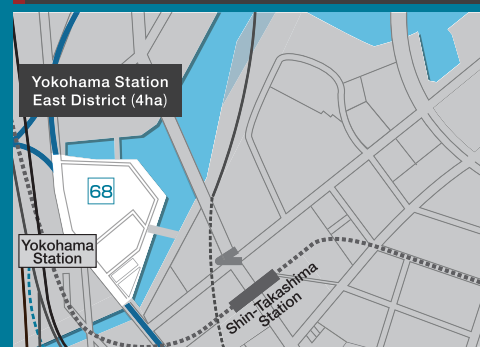 Yokohama Station
East District (4ha)
68
Yokohama
Station
Shin-Takashima
Station